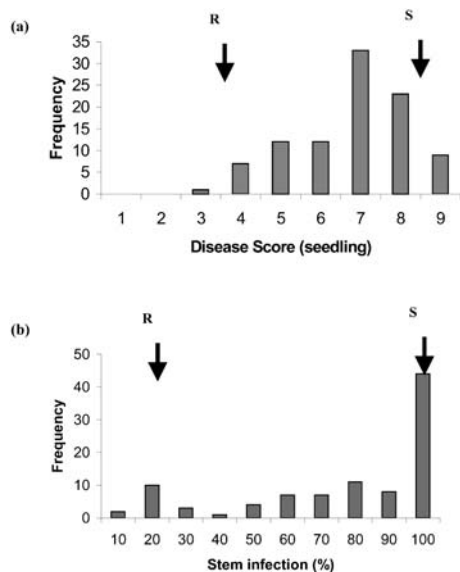 (a)
R
S
Frequency
35
30
25
20
15
10
5
0
1 2 3 4 5 6 7 8 9
Disease Score (seedling)
(b)
R
S
Frequency
50
40
30
20
10
0
10 20 30 40 50 60 70 80 90 100
Stem infection (%)